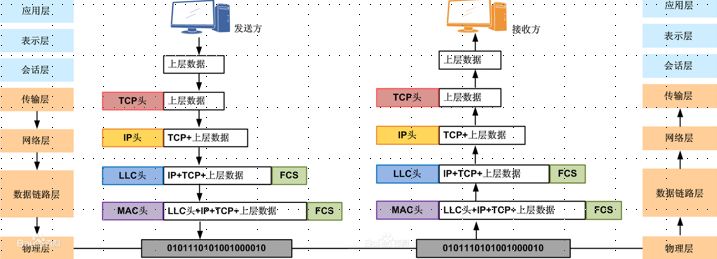 应用层
发送方
接收方
应用层
表示层
上层数据
上层数据
表示层
会话层
会话层
传输层
TCP头
上层数据
TCP头
上层数据
传输层
网络层
IP头
TCP+上层数据
IP头
TCP+上层数据
网络层
数据链路层
LLC头
IP+TCP+上层数据
FCS
LLC头
IP+TCP+上层数据
FCS
数据链路层
MAC头
LLC头+IP+TCP+上层数据
FCS
MAC头
LLC头+IP+TCP+上层数据
FCS
物理层
0101110101001000010
0101110101001000010
物理层